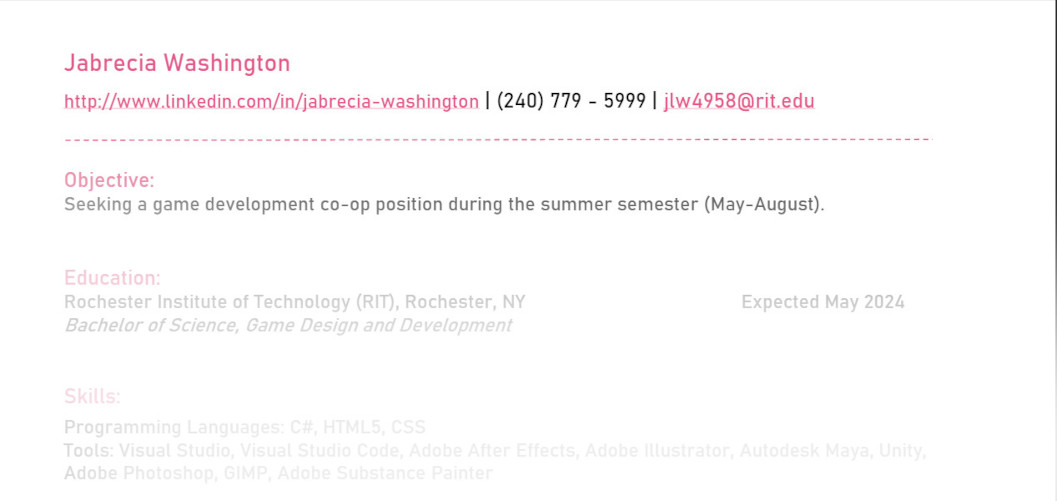 Jabrecia Washington
http://www.linkedin.com/in/jabrecia-washington | (240) 779 - 5999 | jlw4958@rit.edu
Objective:
Seeking a game development co-op position during the summer semester (May-August).
Education:
Rochester Institute of Technology (RIT), Rochester, NY Expected May 2024
Bachelor of Science, Game Design and Development
Skills:
Programming Languages: C#, HTML5, CSS
Tools: Visual Studio, Visual Studio Code, Adobe After Effects, Adobe Illustrator, Autodesk Maya, Unity,
Adobe Photoshop, GIMP, Adobe Substance Painter